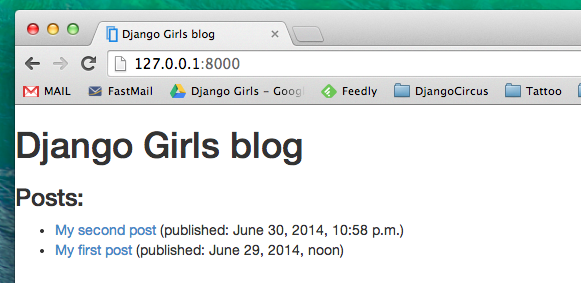 Django Girls blog
127.0.0.1:8000
MAIL FastMail Django Girls – Goog Feedly DjangoCircus Tattoo
Django Girls blog
Posts:
• My second post (published: June 30, 2014, 10:58 p.m.)
• My first post (published: June 29, 2014, noon)